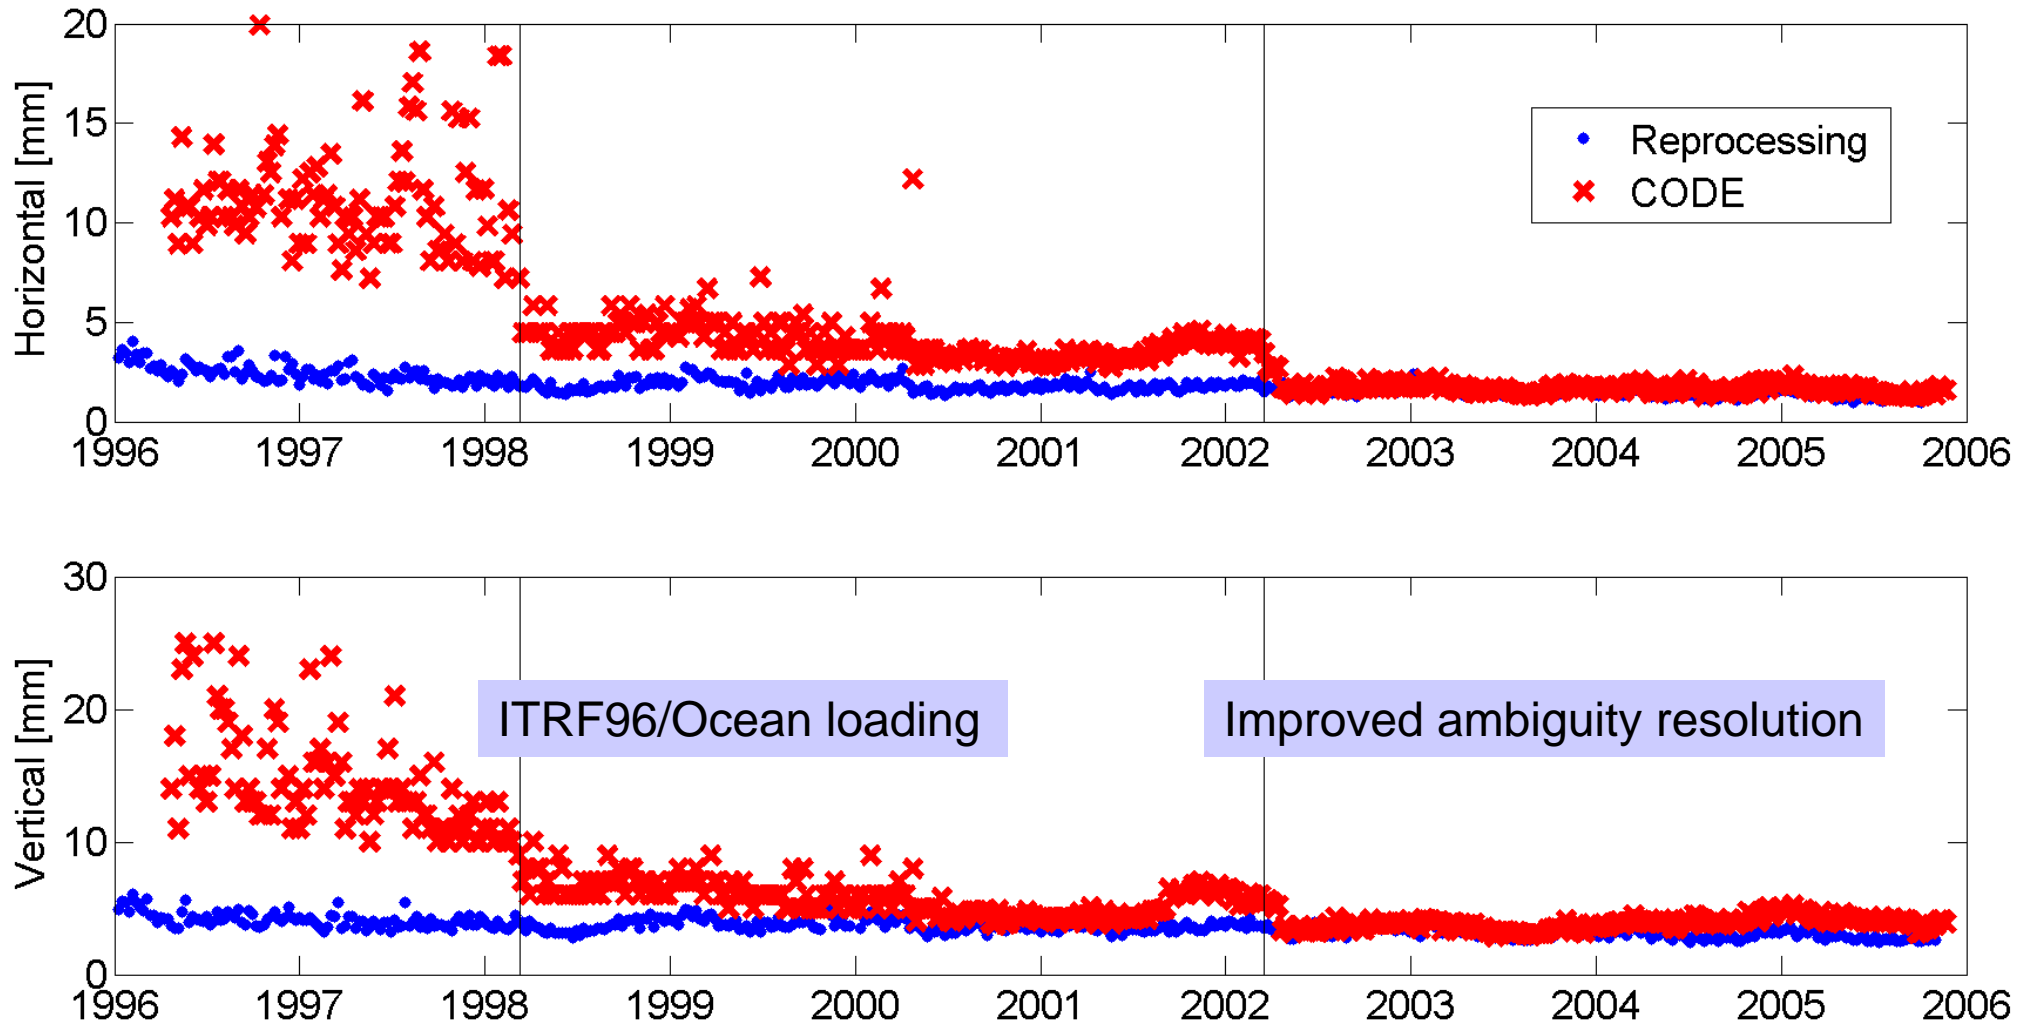 20
15
10
5
0
Horizontal [mm]
Reprocessing
CODE
1996 1997 1998 1999 2000 2001 2002 2003 2004 2005 2006
30
20
10
0
Vertical [mm]
ITRF96/Ocean loading
Improved ambiguity resolution
1996 1997 1998 1999 2000 2001 2002 2003 2004 2005 2006